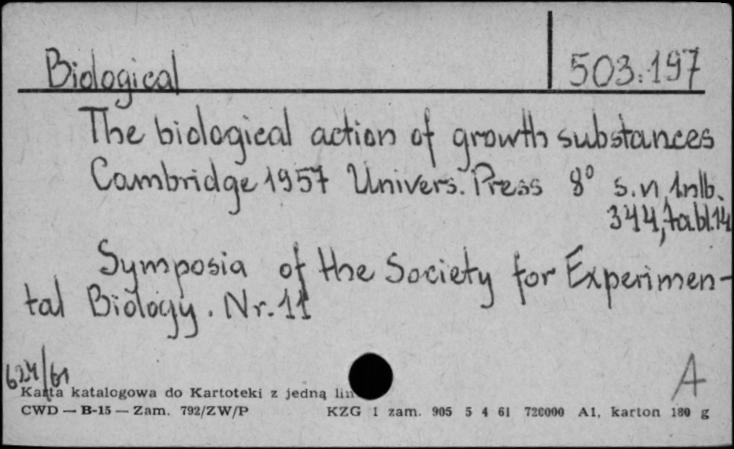 Biological 503.197
The biological action of growth substances
Cambridge 1957 Univers. Press 8° s.v, 1nlb.
344, tabl.14
Symposia of the Society for Experimen-
tal Biology. Nr. 11
624/61
A
Karta katalogowa do Kartoteki z jedną lin
CWD — B-15 — Zam. 792/ZW/P KZG 1 zam. 905 5 4 61 720000 A1, karton 180 g